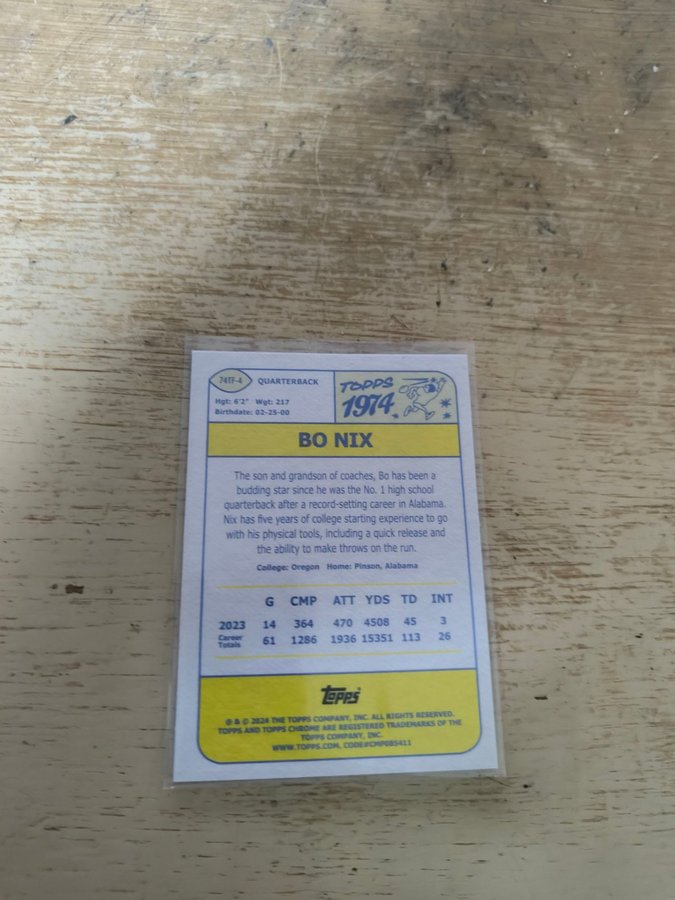 74TF-4
QUARTERBACK
Hgt: 6'2" Wgt: 217
Birthdate: 02-25-00
TOPPS
1974
BO NIX
The son and grandson of coaches, Bo has been a
budding star since he was the No. 1 high school
quarterback after a record-setting career in Alabama.
Nix has five years of college starting experience to go
with his physical tools, including a quick release and
the ability to make throws on the run.
College: Oregon Home: Pinson, Alabama
G CMP ATT YDS TD INT
2023 14 364 470 4508 45 3
Career
Totals 61 1286 1936 15351 113 26
topps
® & © 2024 THE TOPPS COMPANY, INC. ALL RIGHTS RESERVED.
TOPPS AND TOPPS CHROME ARE REGISTERED TRADEMARKS OF THE
TOPPS COMPANY, INC.
WWW.TOPPS.COM. CODE#CMP085411